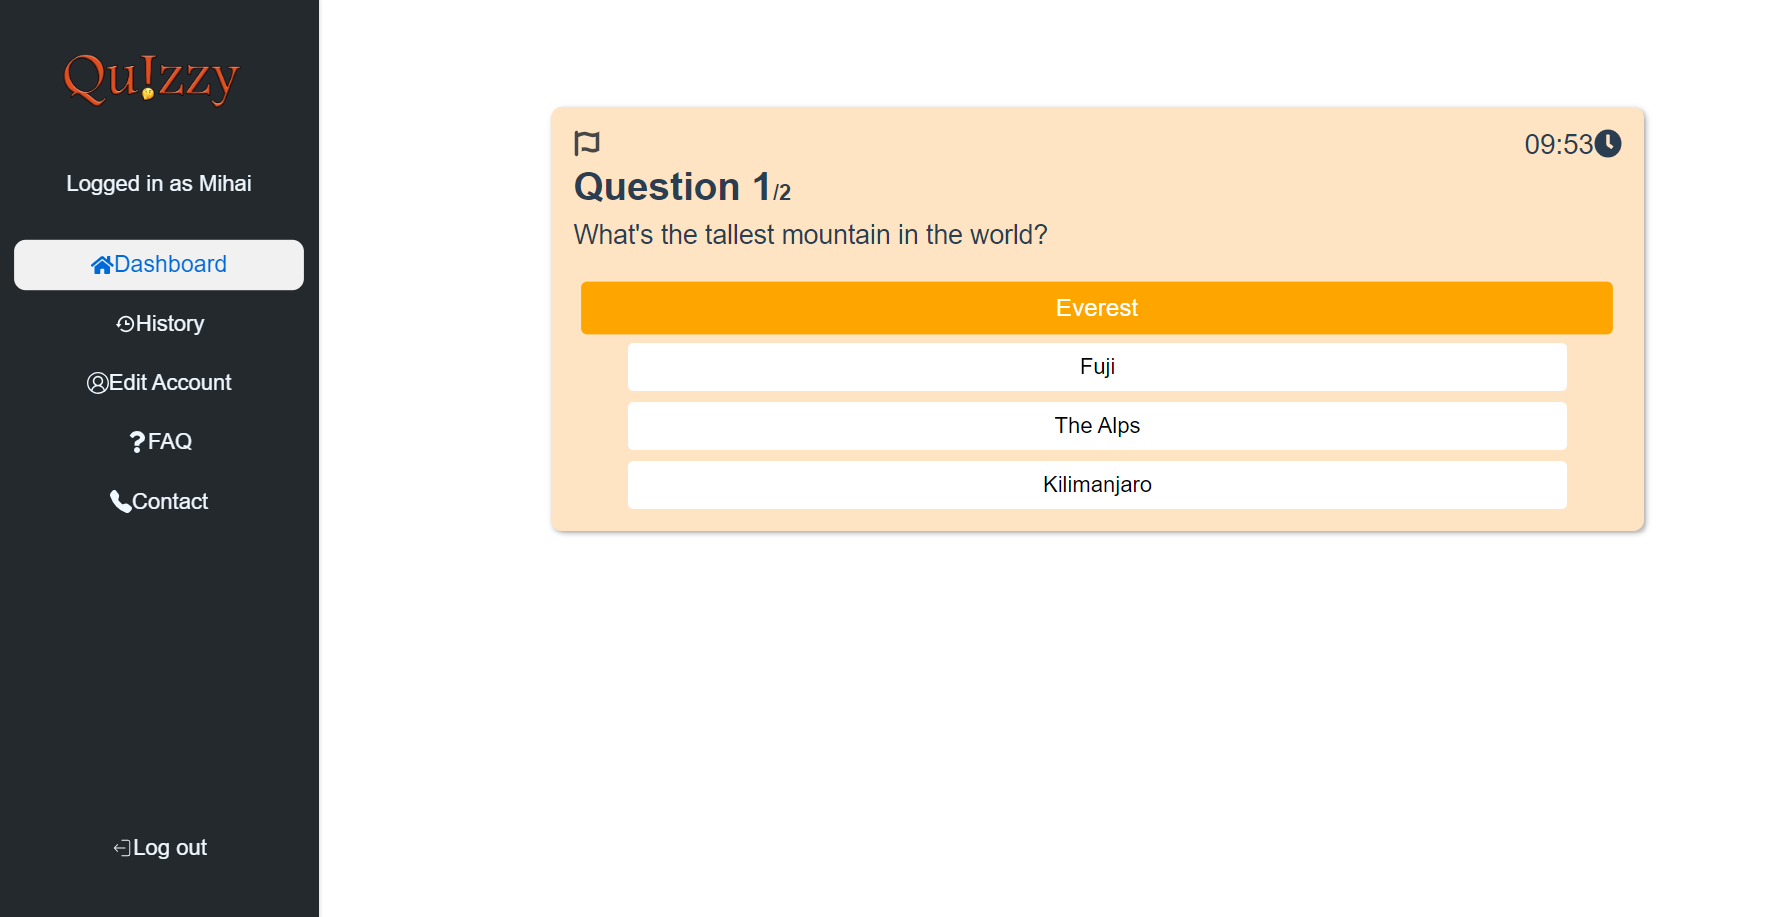 Qu!zzy
Logged in as Mihai
Dashboard
History
Edit Account
FAQ
Contact
Log out
09:53
Question 1/2
What's the tallest mountain in the world?
Everest
Fuji
The Alps
Kilimanjaro